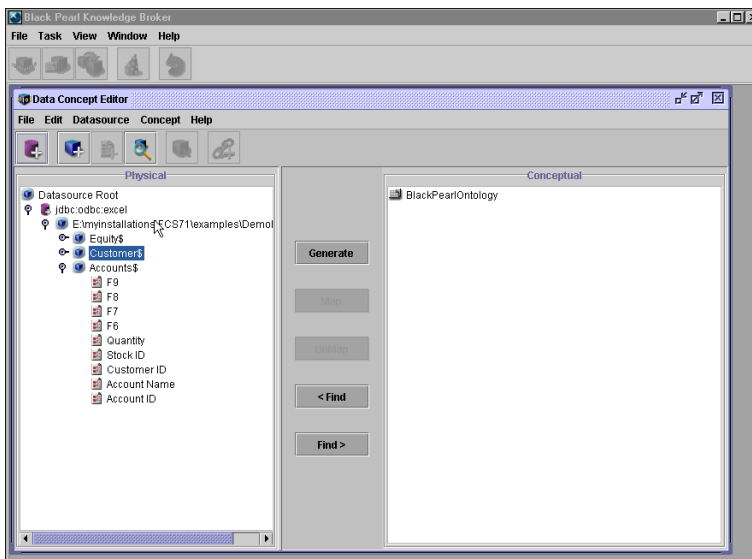 Black Pearl Knowledge Broker
File Task View Window Help
Data Concept Editor
File Edit Datasource Concept Help
Physical
Datasource Root
jdbc:odbc:excel
E:\myinstallations\ECS71\examples\Demol
Equity$
Customer$
Accounts$
F9
F8
F7
F6
Quantity
Stock ID
Customer ID
Account Name
Account ID
Generate
Map
UnMap
< Find
Find >
Conceptual
BlackPearlOntology